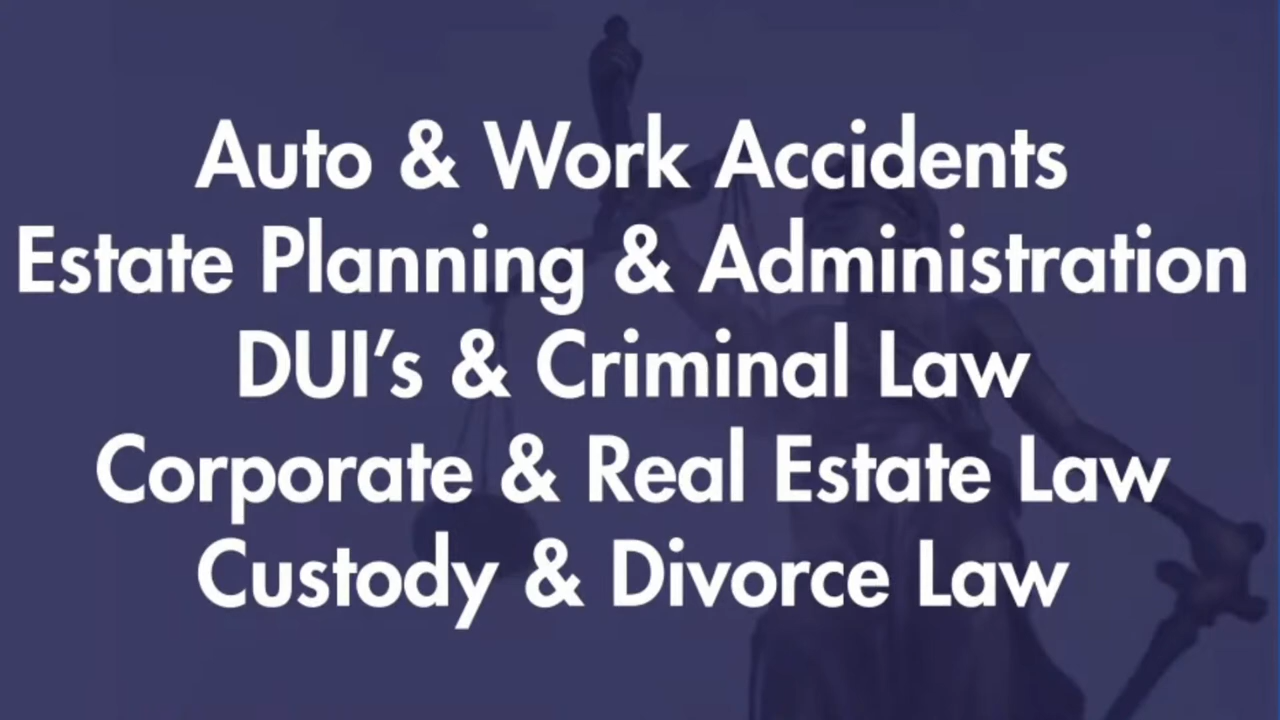 Auto & Work Accidents
Estate Planning & Administration
DUI’s & Criminal Law
Corporate & Real Estate Law
Custody & Divorce Law